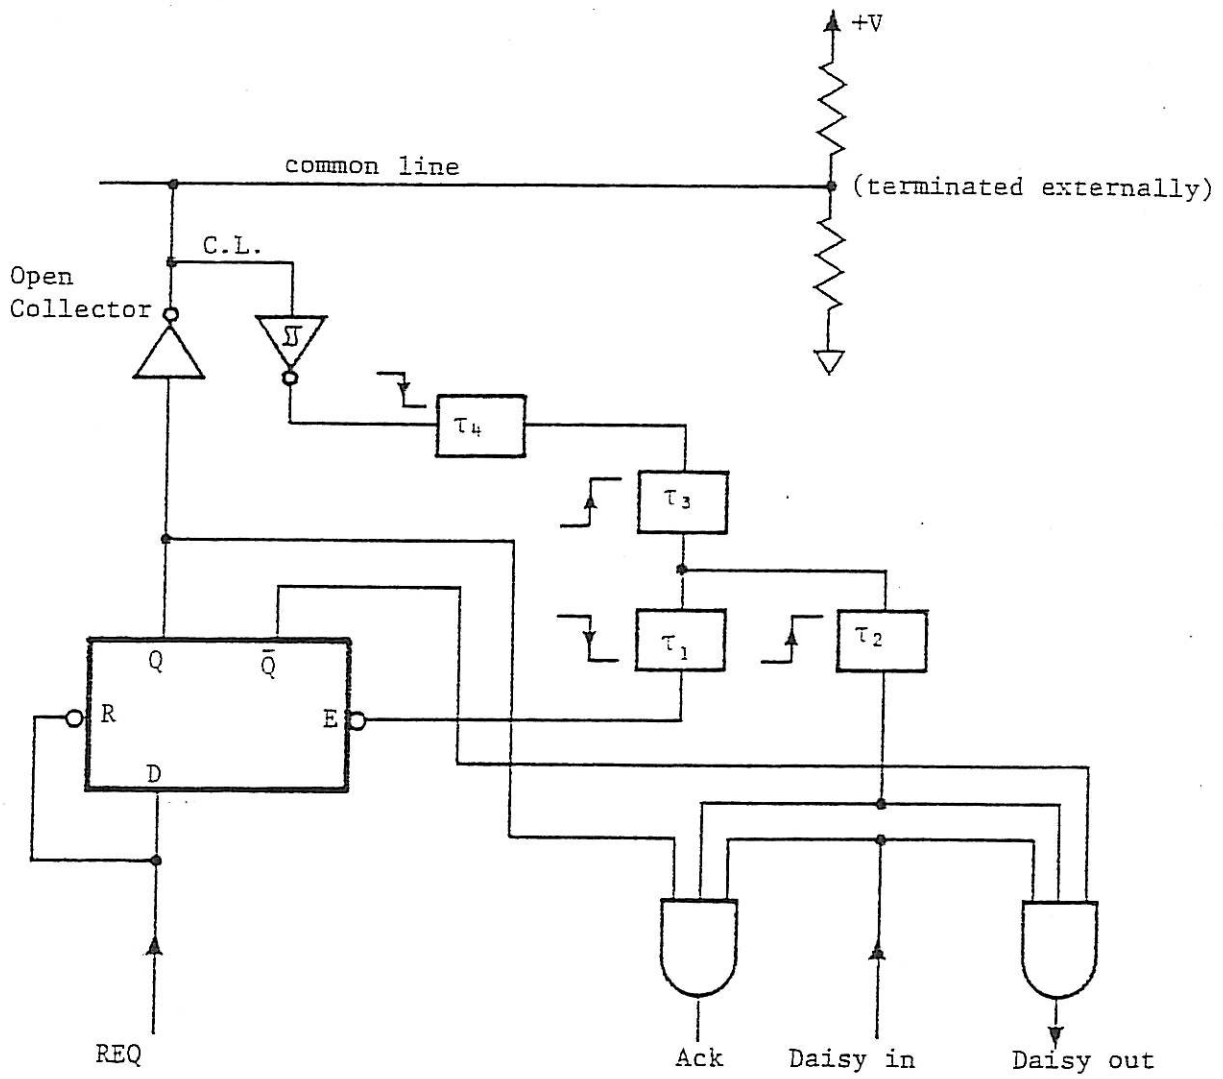 +V
common line
(terminated externally)
C.L.
Open
Collector
τ4
τ3
τ1
τ2
Q
Q̄
R
E
D
REQ
Ack
Daisy in
Daisy out